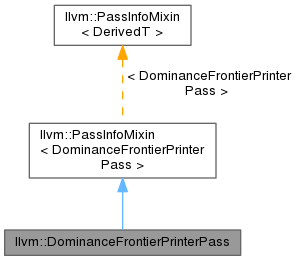 llvm::PassInfoMixin
< DerivedT >
< DominanceFrontierPrinter
Pass >
llvm::PassInfoMixin
< DominanceFrontierPrinter
Pass >
llvm::DominanceFrontierPrinterPass